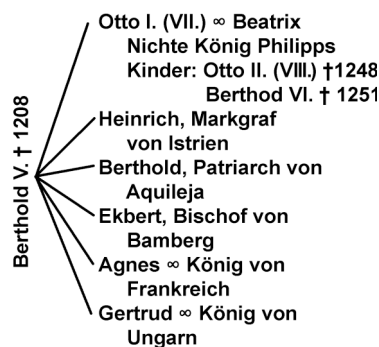 Berthold V. † 1208
Otto I. (VII.) ∞ Beatrix
Nichte König Philipps
Kinder: Otto II. (VIII.) †1248
Berthod VI. † 1251
Heinrich, Markgraf
von Istrien
Berthold, Patriarch von
Aquileja
Ekbert, Bischof von
Bamberg
Agnes ∞ König von
Frankreich
Gertrud ∞ König von
Ungarn